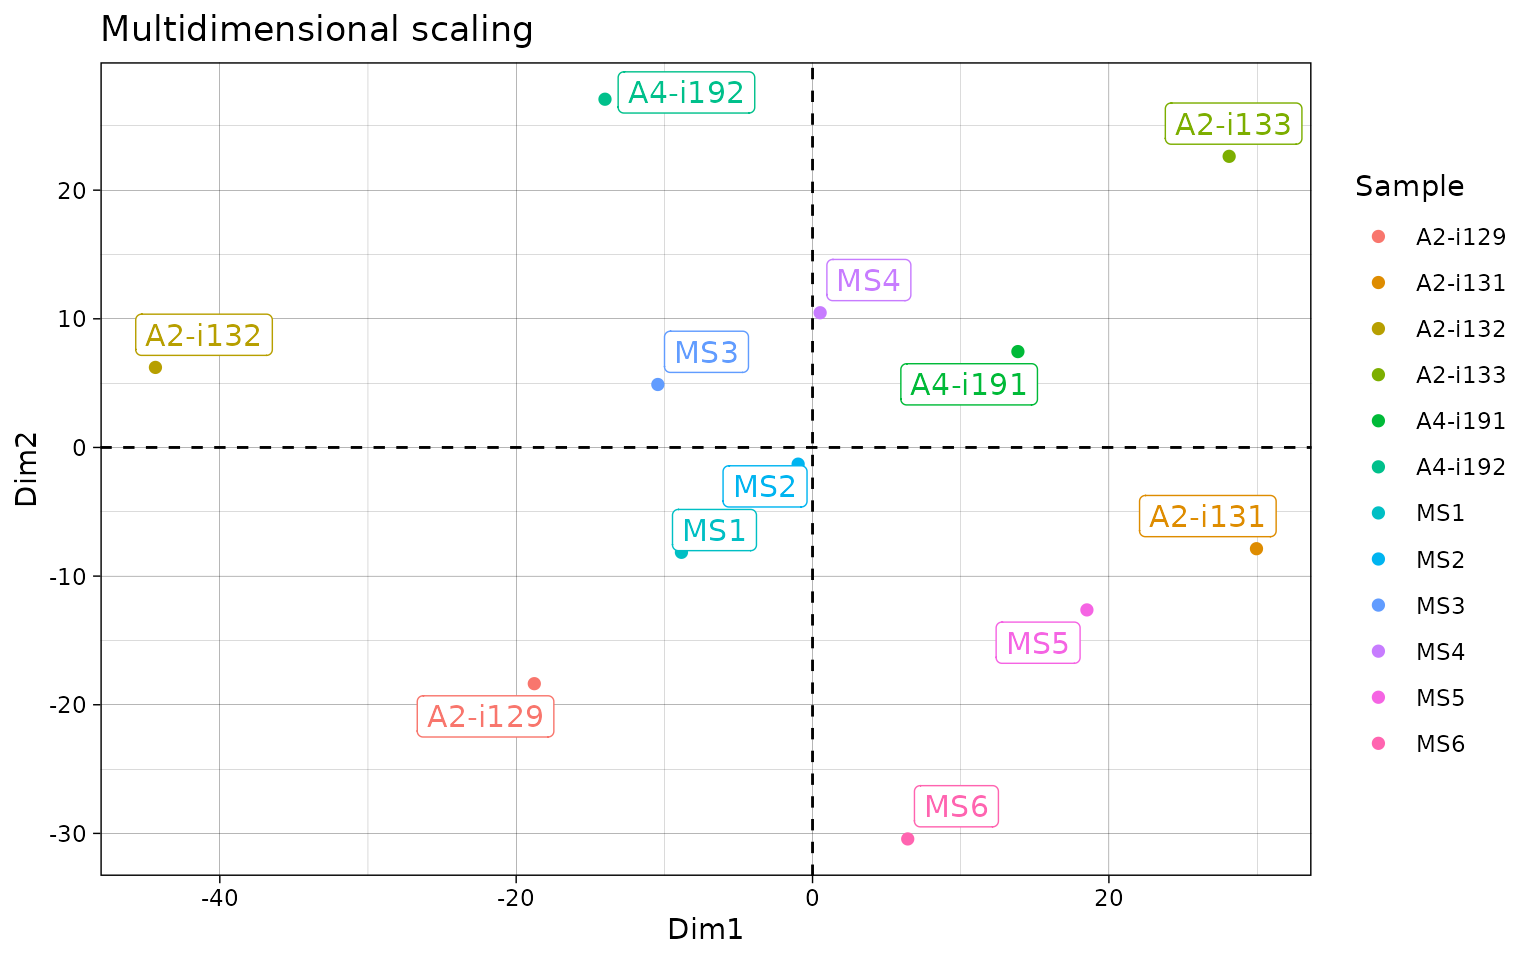 Multidimensional scaling
A4-i192
A2-i133
MS4
A2-i132
MS3
A4-i191
MS2
MS1
A2-i131
MS5
A2-i129
MS6
20
10
0
-10
-20
-30
Dim2
-40 -20 0 20
Dim1
Sample
A2-i129
A2-i131
A2-i132
A2-i133
A4-i191
A4-i192
MS1
MS2
MS3
MS4
MS5
MS6